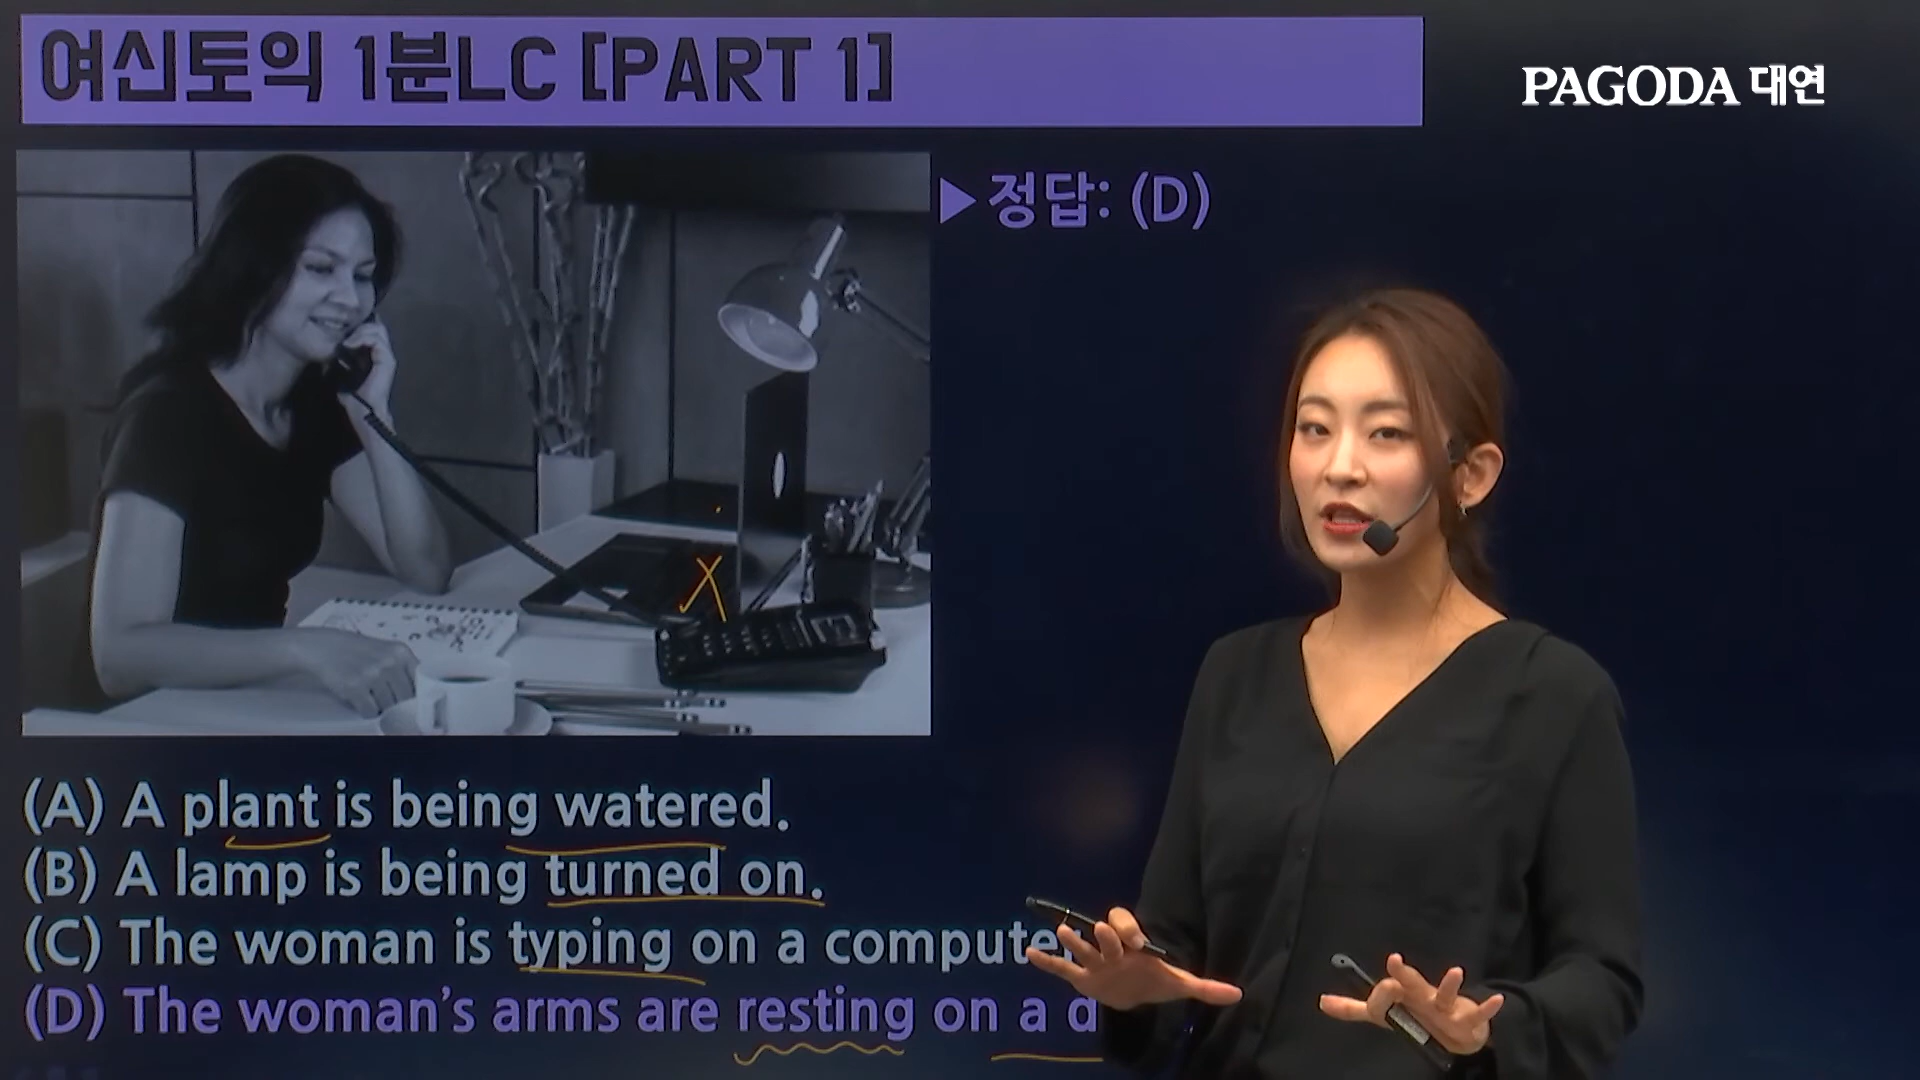 여신토익 1분LC [PART 1]
PAGODA 대연
▶정답: (D)
(A) A plant is being watered.
(B) A lamp is being turned on.
(C) The woman is typing on a compute
(D) The woman's arms are resting on a d